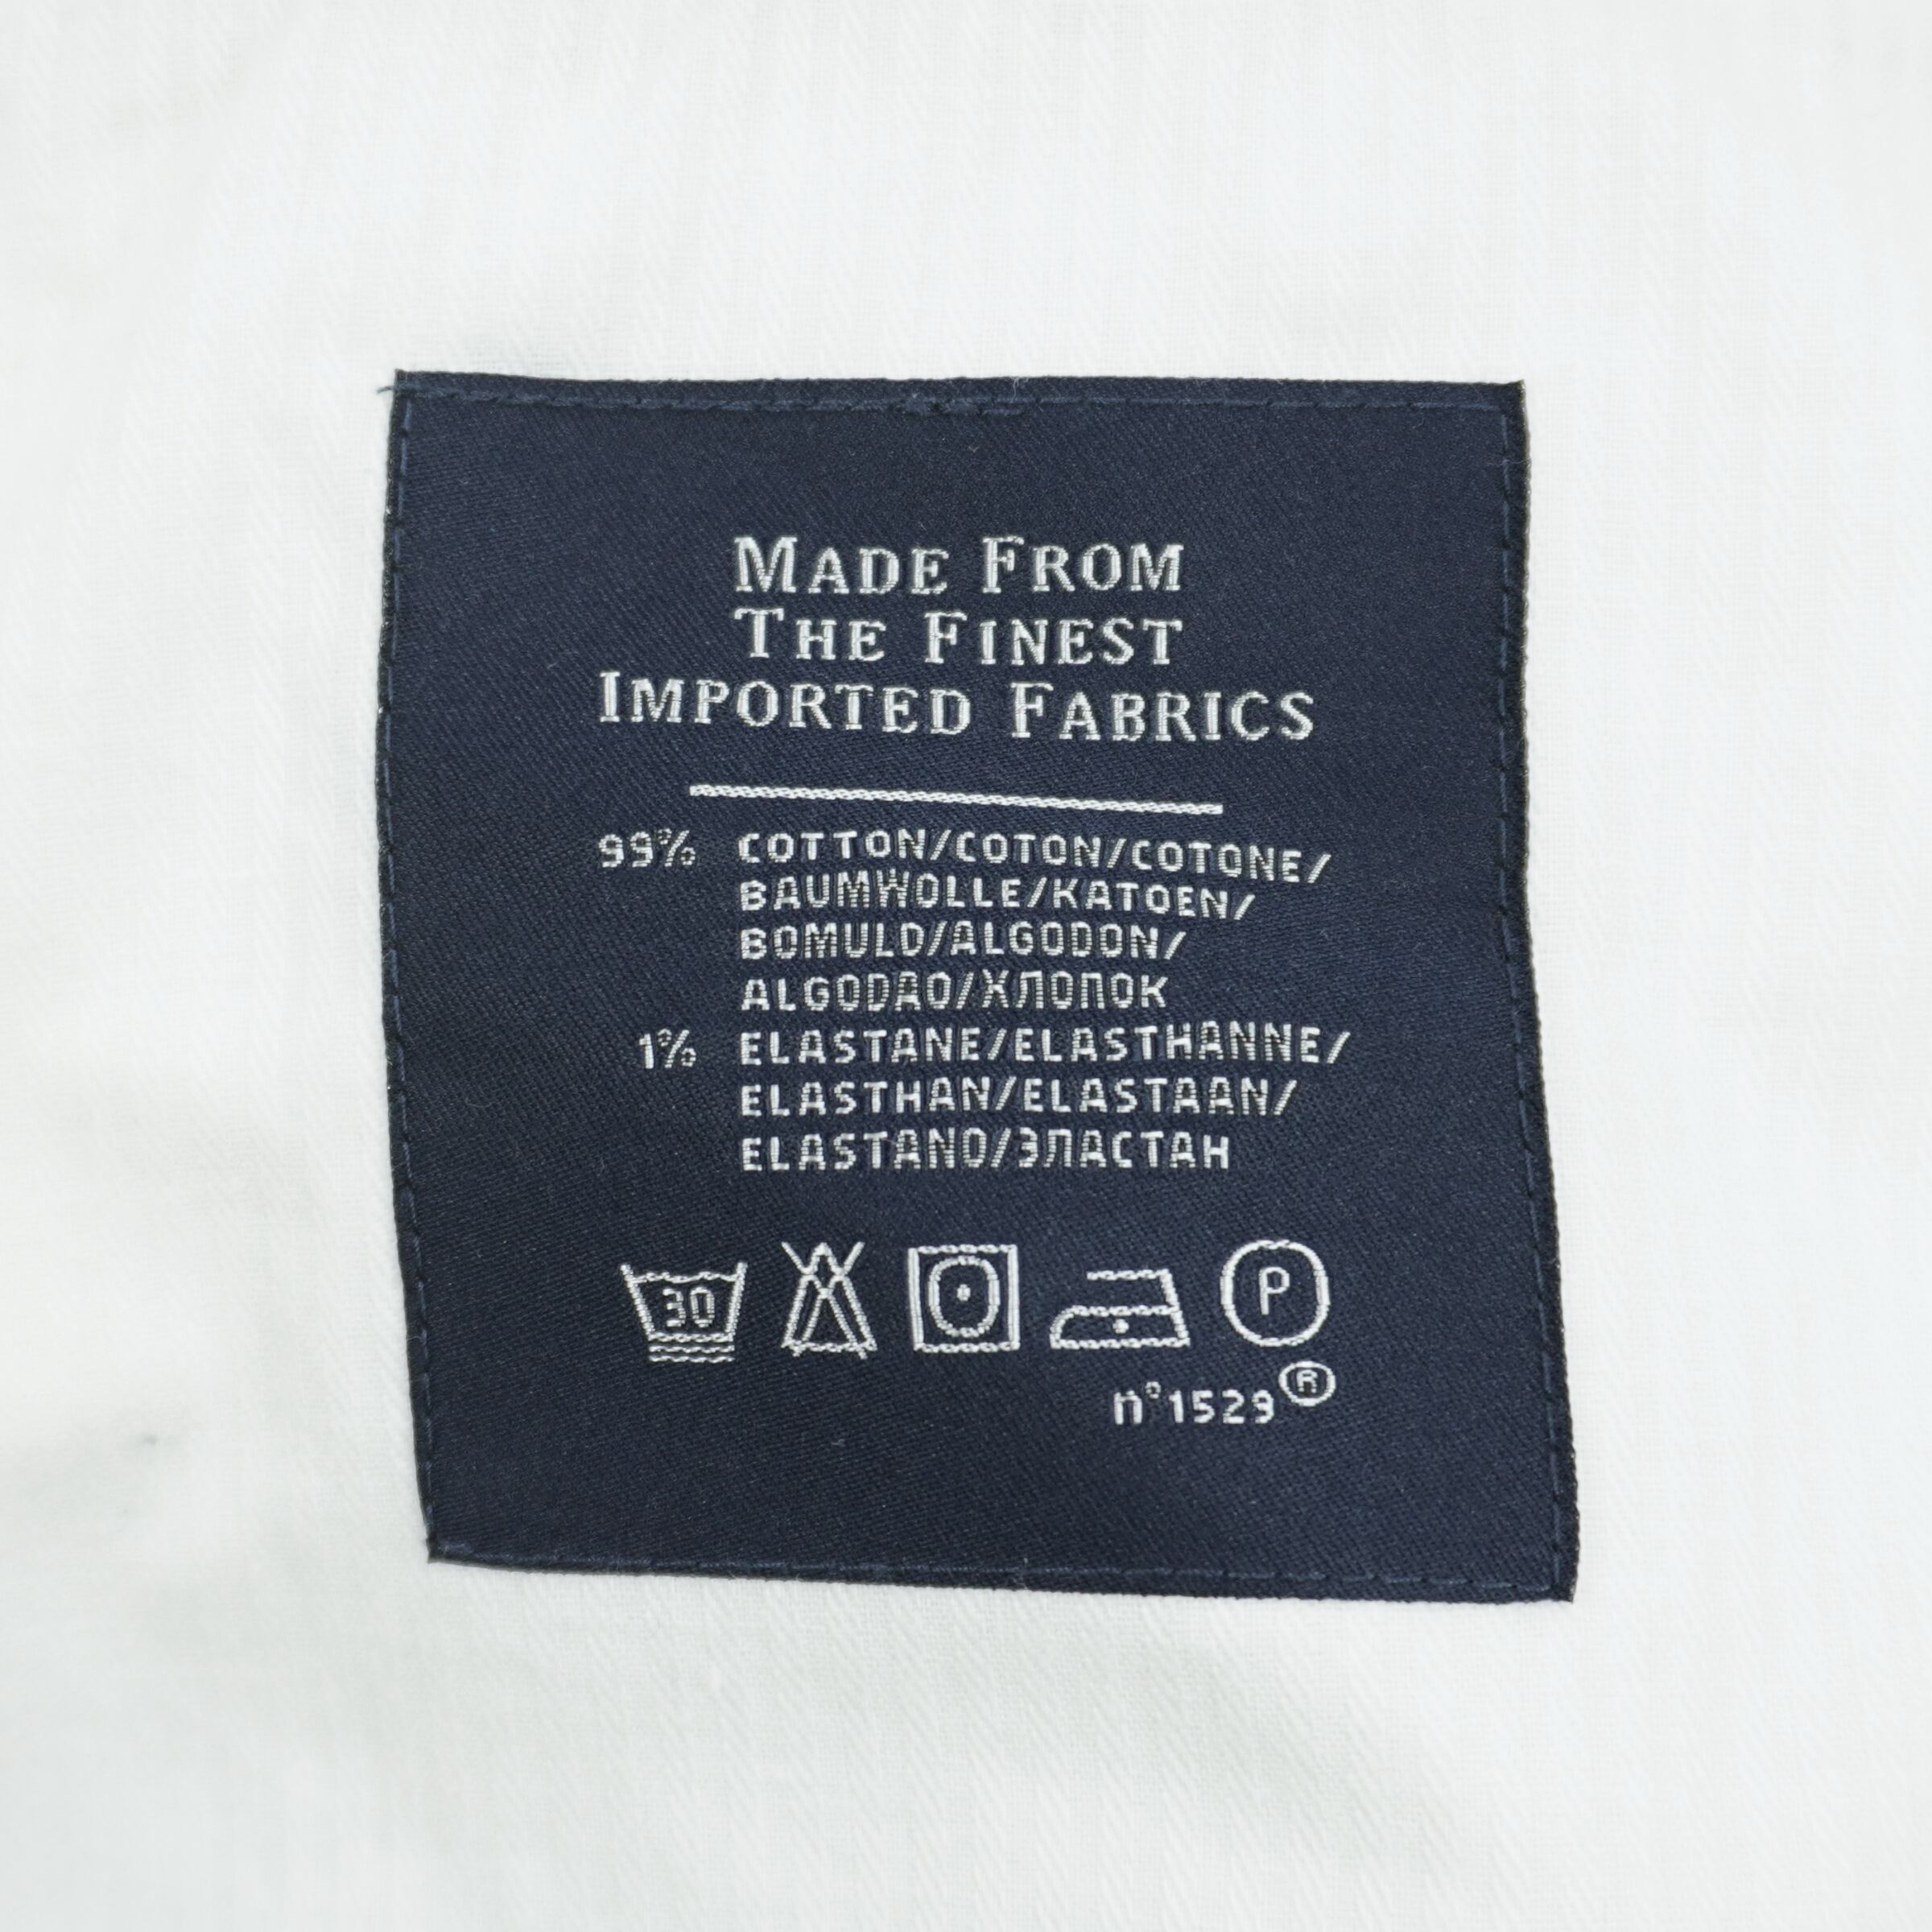 MADE FROM
THE FINEST
IMPORTED FABRICS
99% COTTON/COTON/COTONE/
BAUMWOLLE/KATOEN/
BOMULD/ALGODON/
ALGODAO/ХЛОПОК
1% ELASTANE/ELASTHANNE/
ELASTHAN/ELASTAAN/
ELASTANO/ЭЛАСТАН
30
P
n°1529®